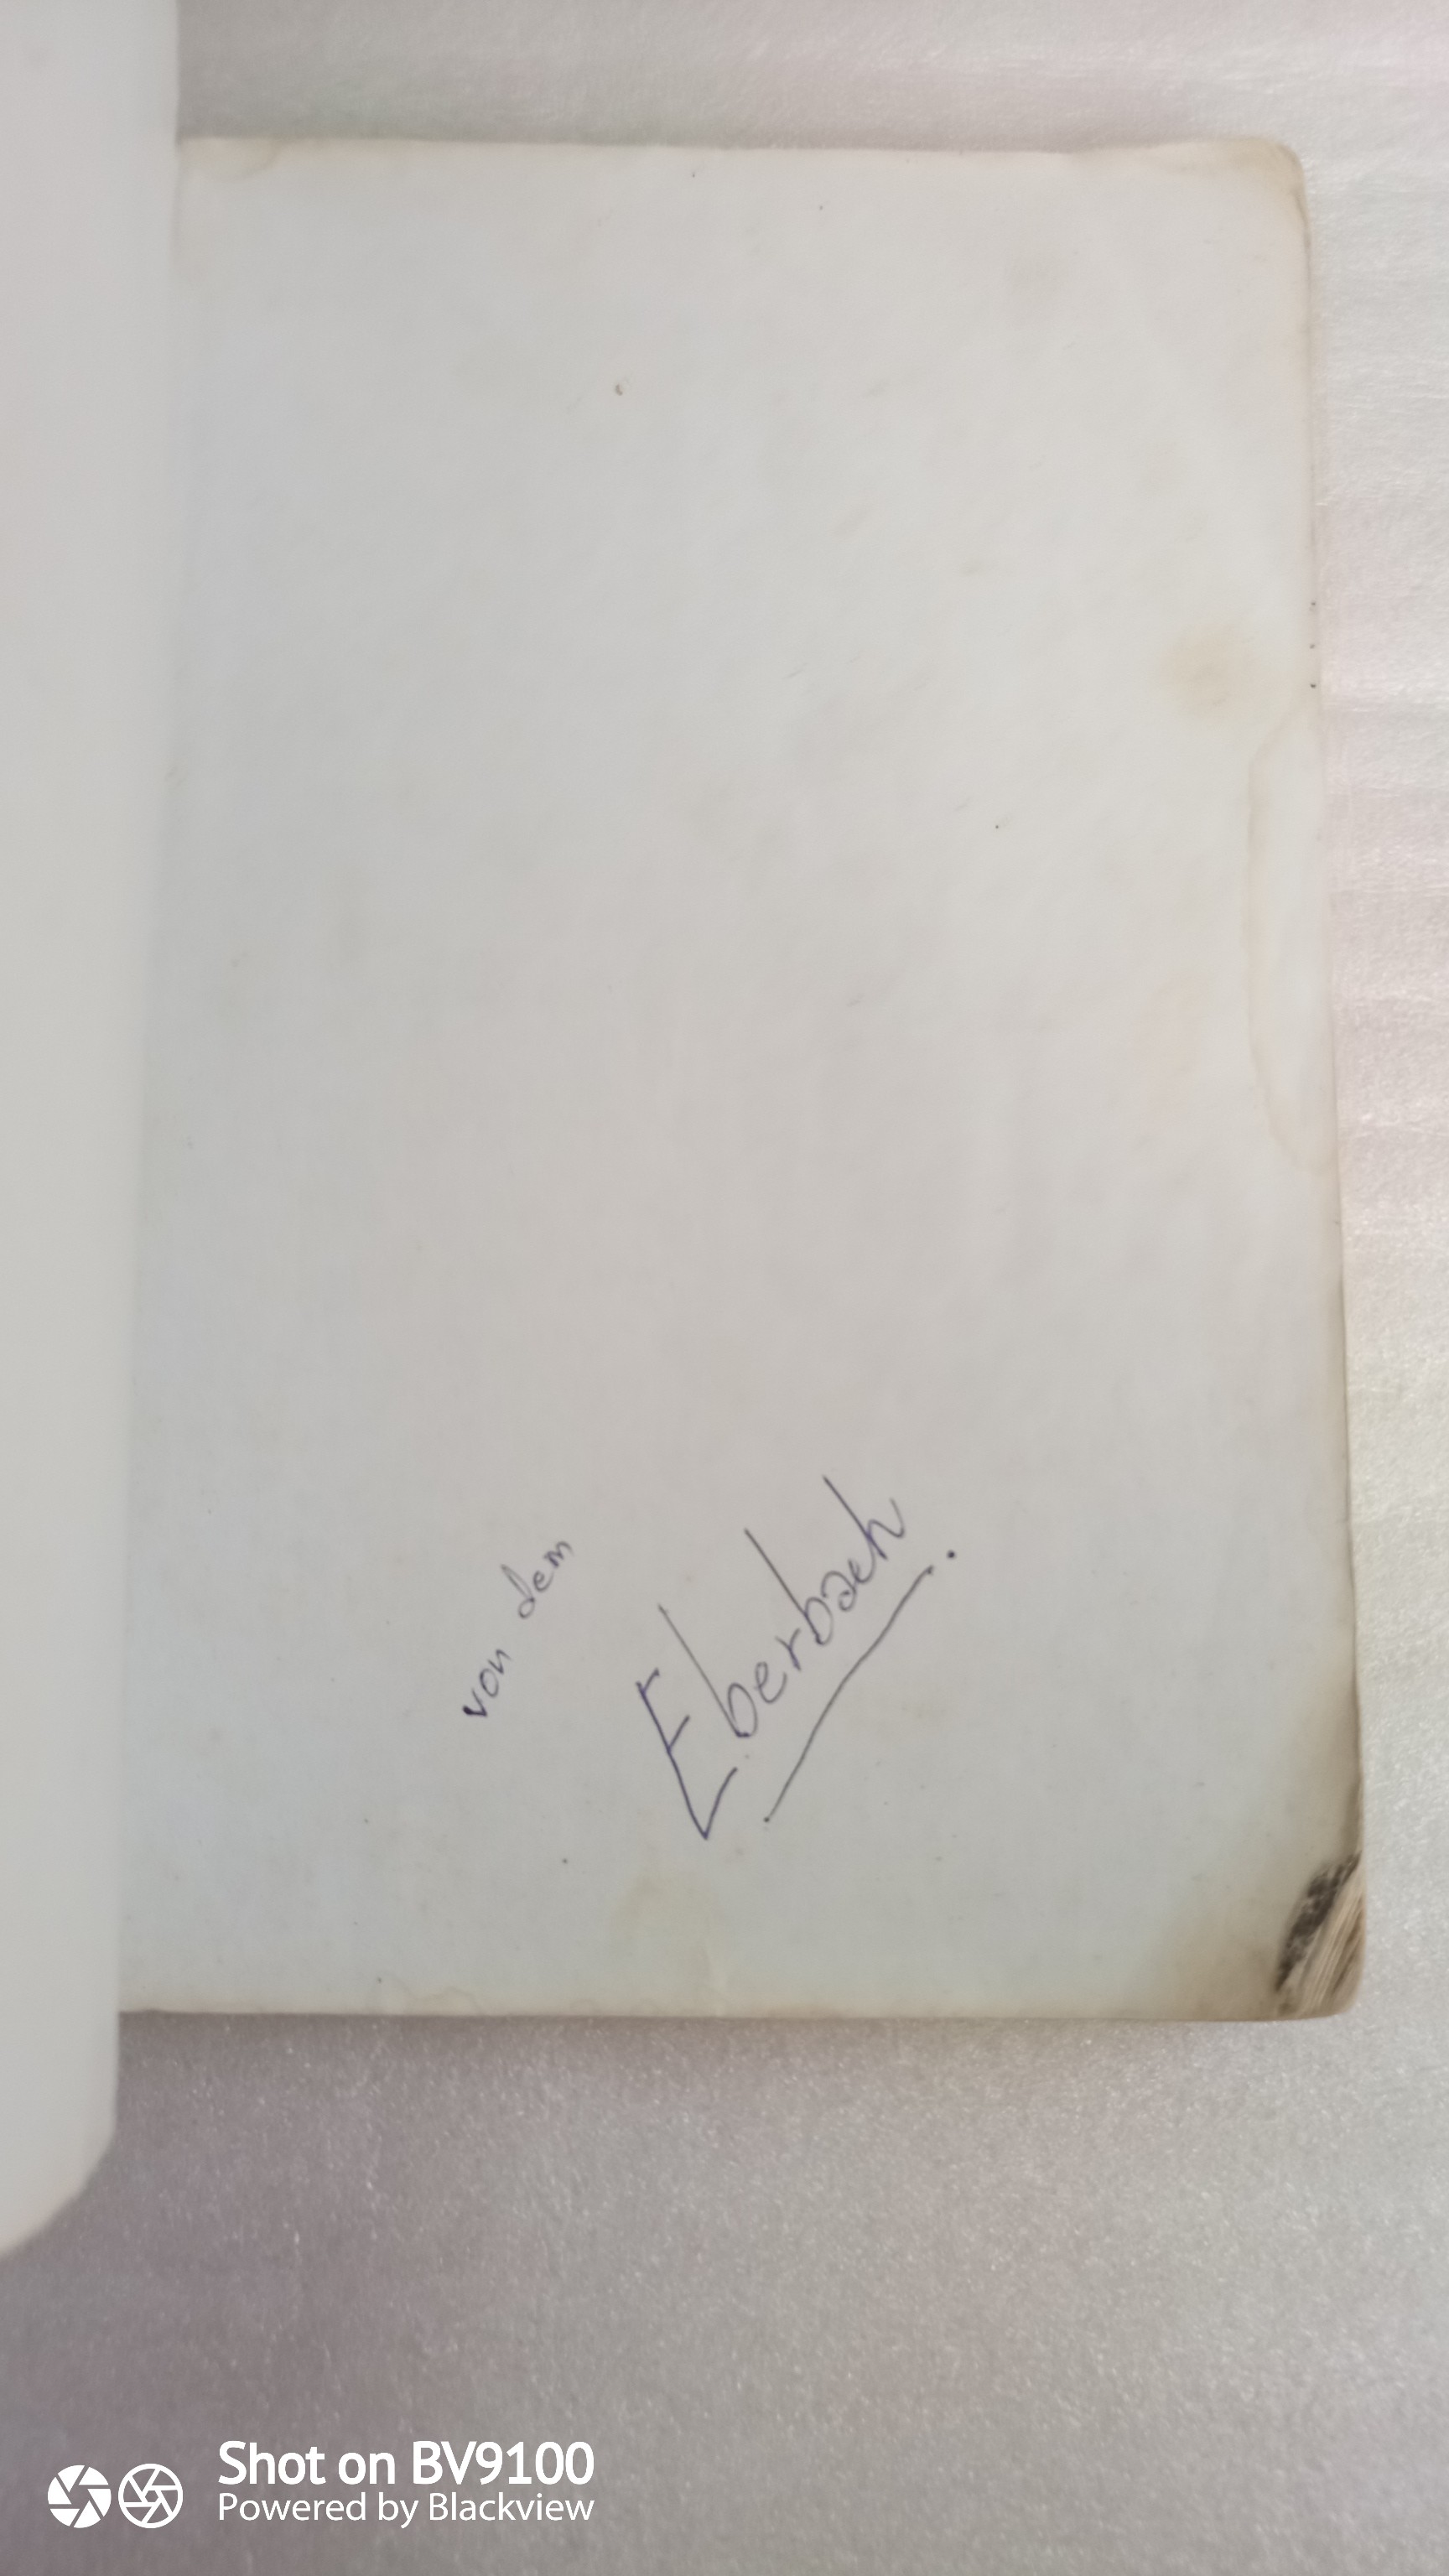 von dem
Eberbach.
Shot on BV9100
Powered by Blackview